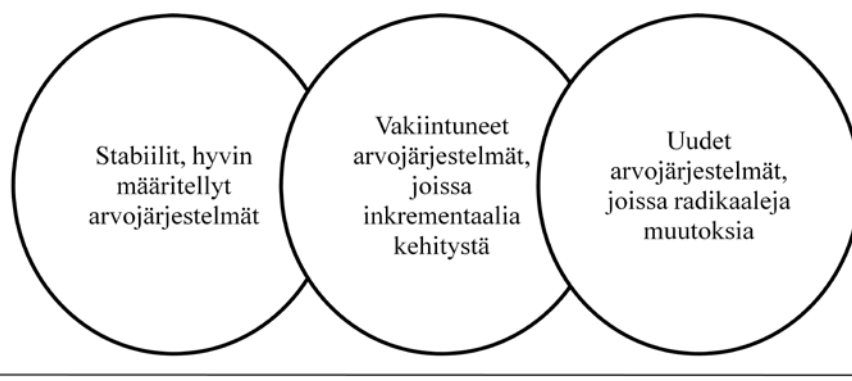 Stabiilit, hyvin
määritellyt
arvojärjestelmät
Vakiintuneet
arvojärjestelmät,
joissa
inkrementaalia
kehitystä
Uudet
arvojärjestelmät,
joissa radikaaleja
muutoksia